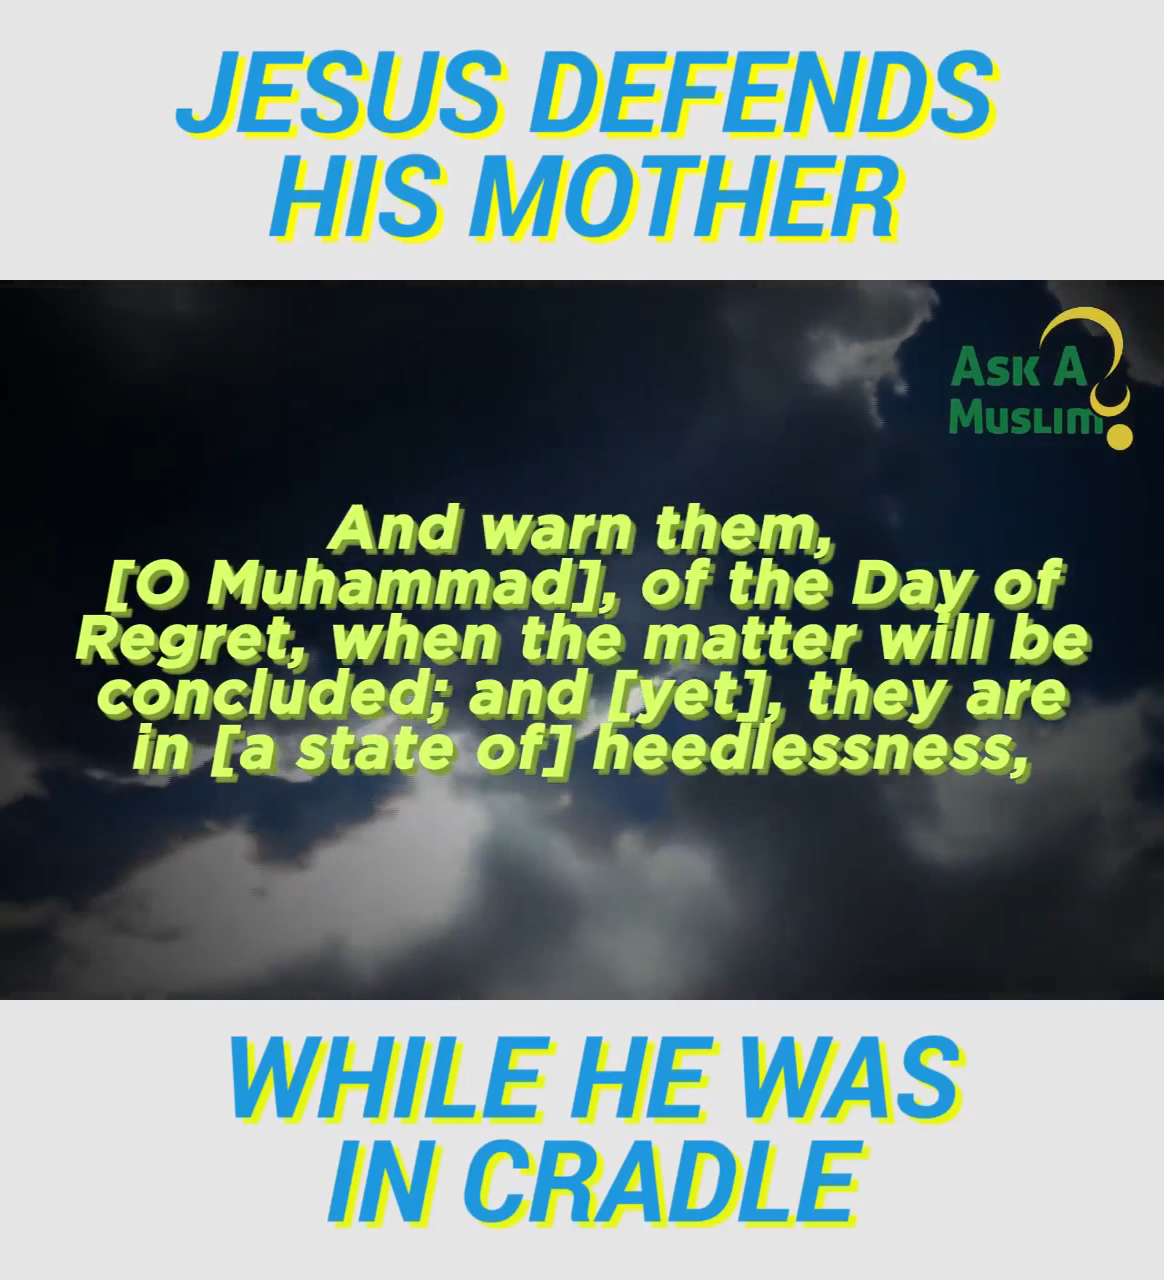 JESUS DEFENDS
HIS MOTHER
ASK A
MUSLIM
And warn them,
[O Muhammad], of the Day of
Regret, when the matter will be
concluded; and [yet], they are
in [a state of] heedlessness,
WHILE HE WAS
IN CRADLE